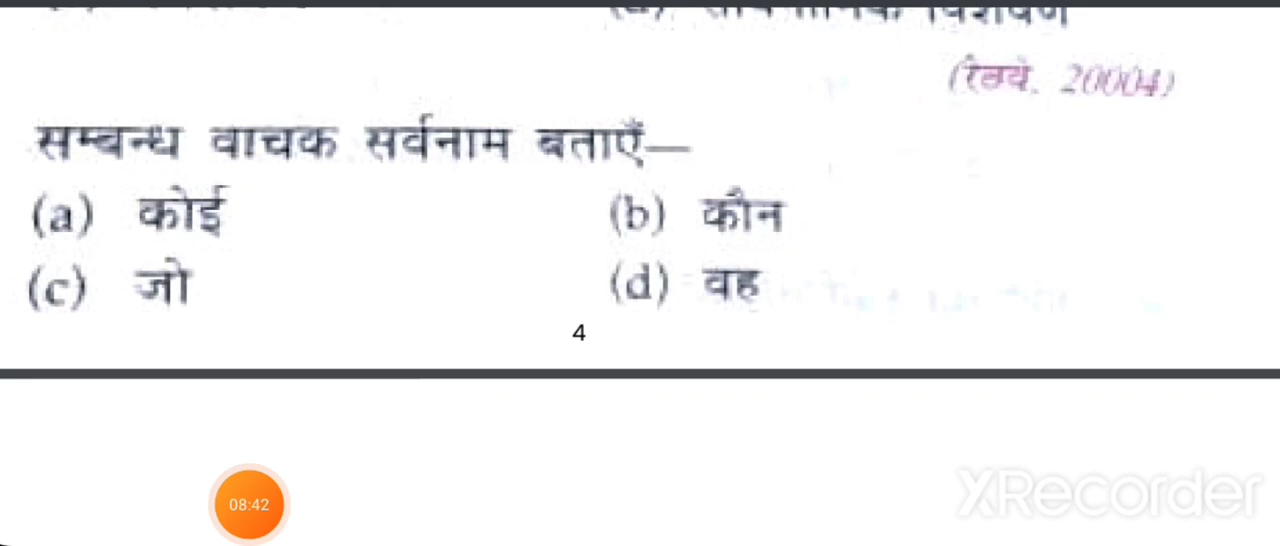 (रेलवे. 20004)
सम्बन्ध वाचक सर्वनाम बताएँ—
(a) कोई (b) कौन
(c) जो (d) वह
4
08:42
XRecorder